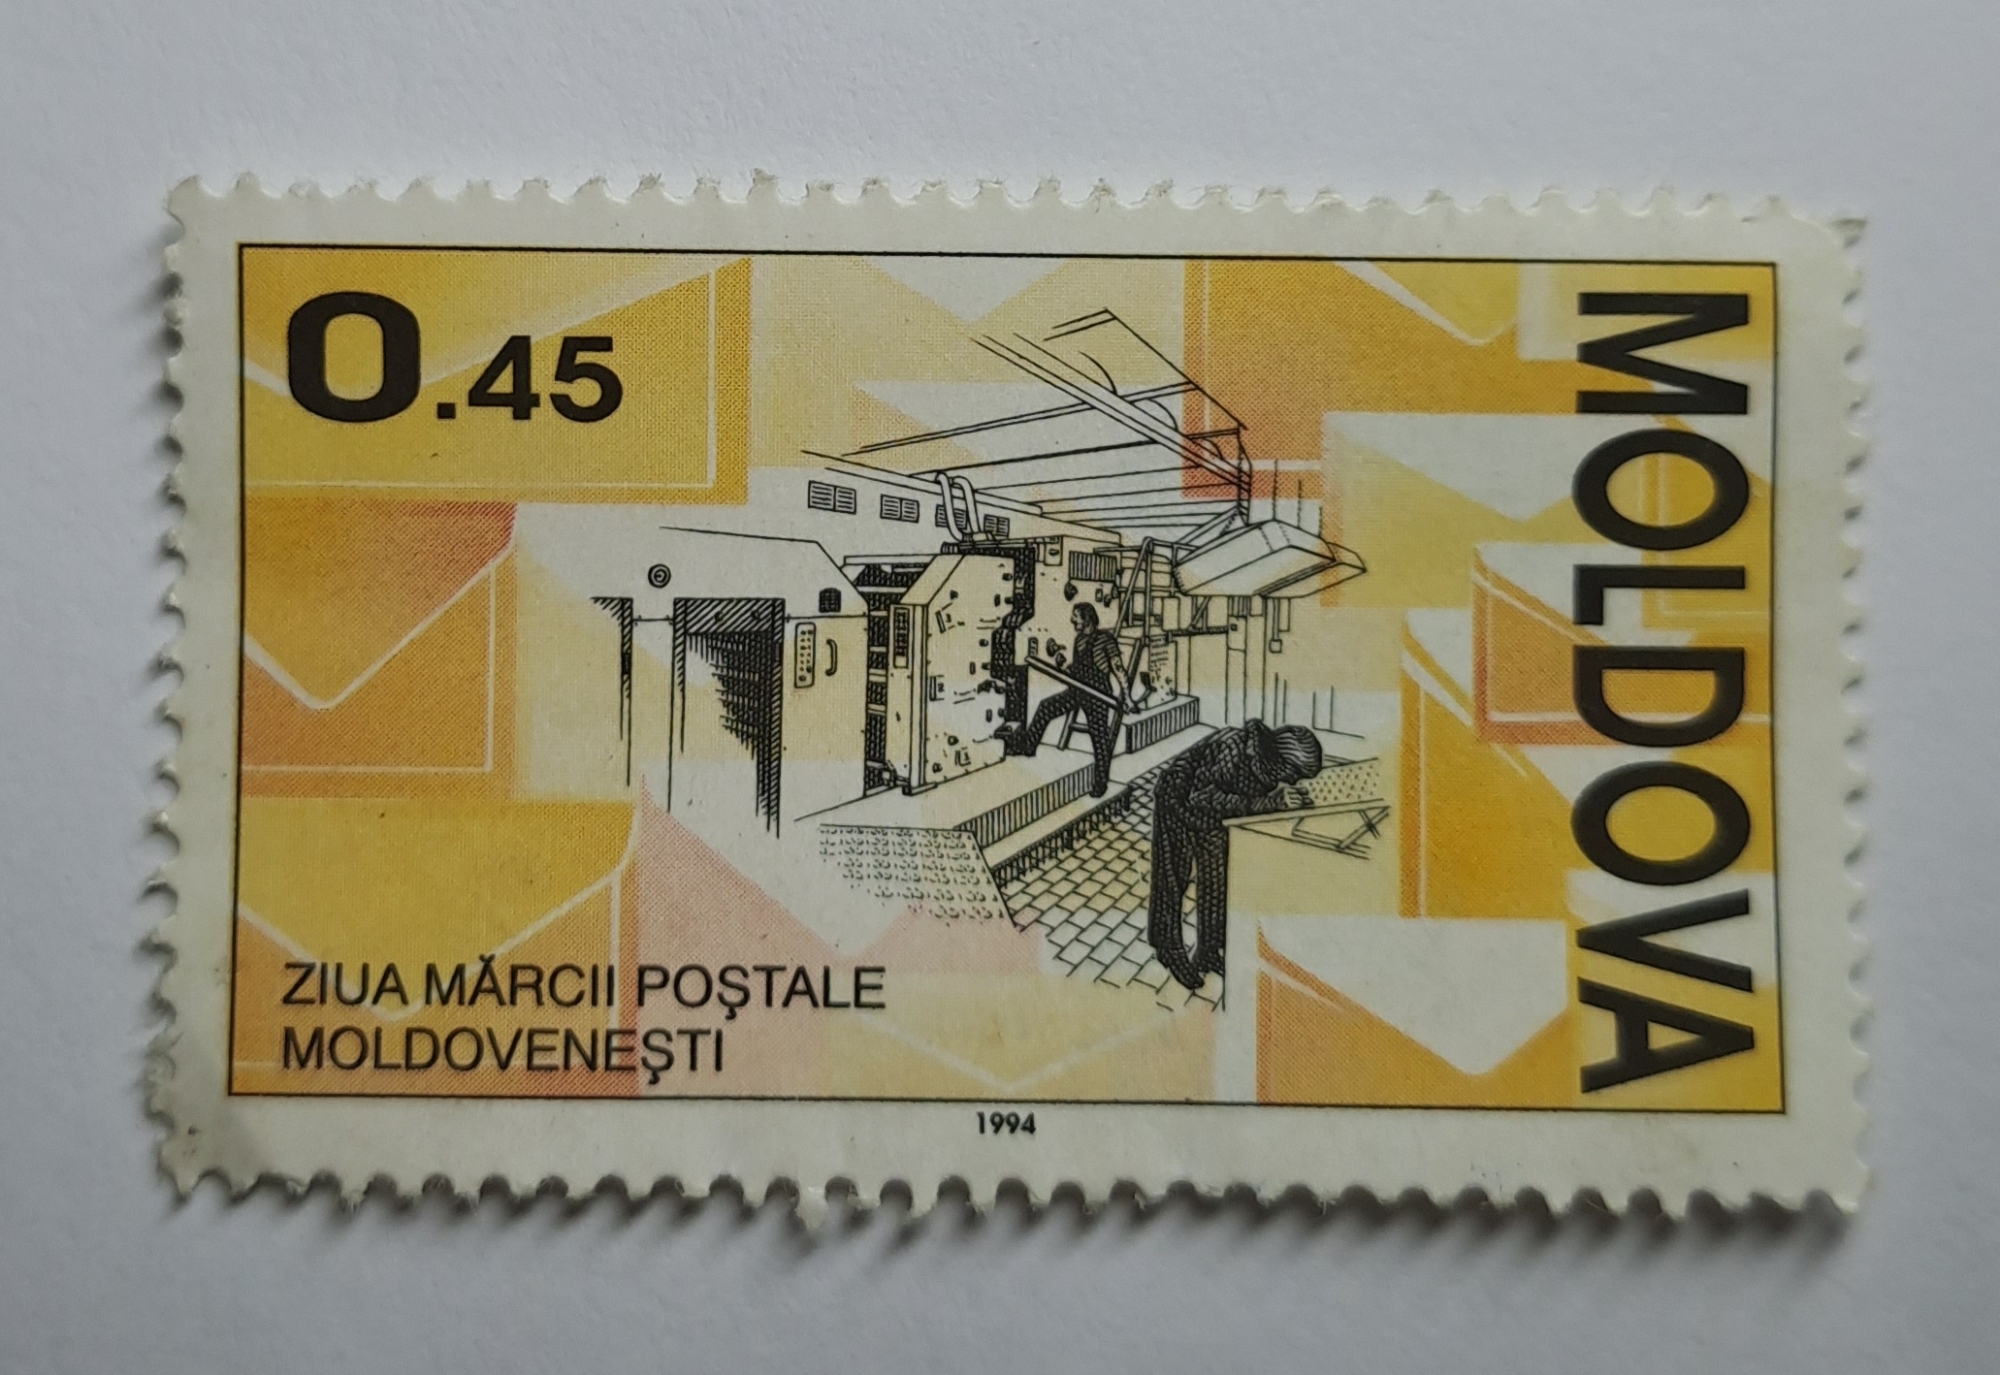 0.45
MOLDOVA
ZIUA MĂRCII POŞTALE
MOLDOVENEŞTI
1994